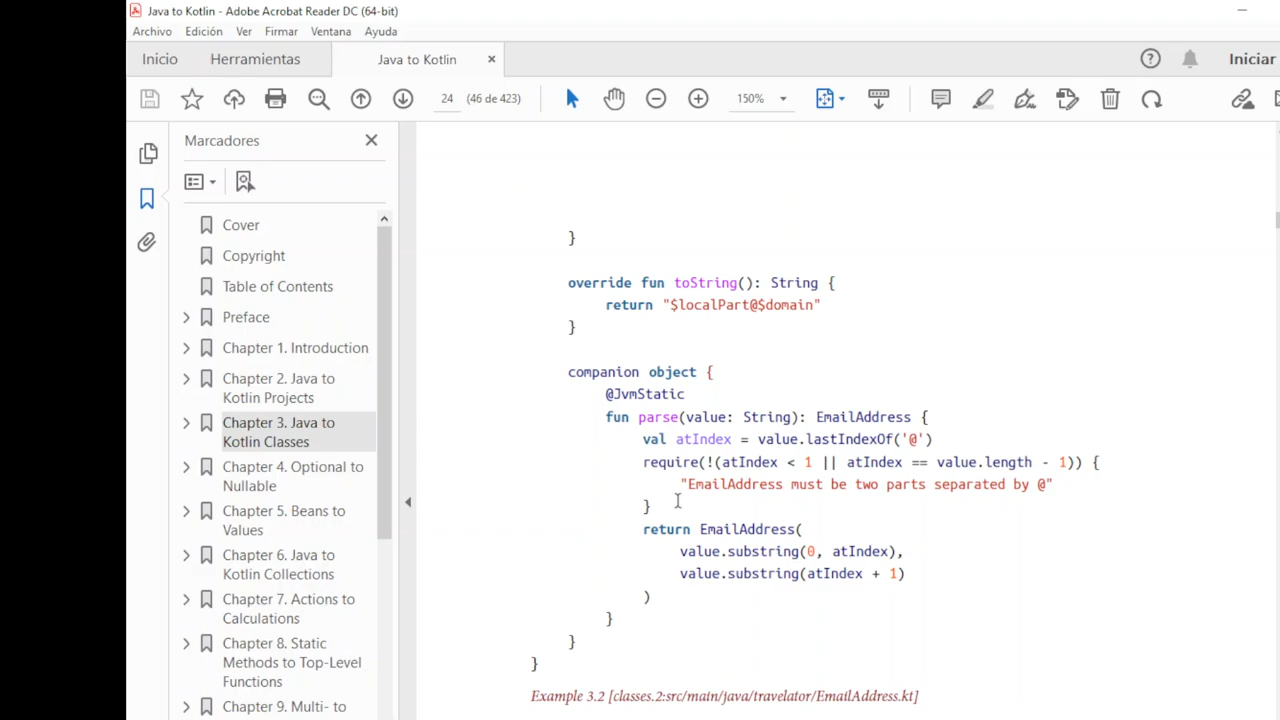 Java to Kotlin - Adobe Acrobat Reader DC (64-bit)
Archivo Edición Ver Firmar Ventana Ayuda
Inicio Herramientas Java to Kotlin × Iniciar
24 (46 de 423) 150%
Marcadores
Cover
Copyright
Table of Contents
Preface
Chapter 1. Introduction
Chapter 2. Java to
Kotlin Projects
Chapter 3. Java to
Kotlin Classes
Chapter 4. Optional to
Nullable
Chapter 5. Beans to
Values
Chapter 6. Java to
Kotlin Collections
Chapter 7. Actions to
Calculations
Chapter 8. Static
Methods to Top-Level
Functions
Chapter 9. Multi- to
}
override fun toString(): String {
return "$localPart@$domain"
}
companion object {
@JvmStatic
fun parse(value: String): EmailAddress {
val atIndex = value.lastIndexOf('@')
require(!(atIndex < 1 || atIndex == value.length - 1)) {
"EmailAddress must be two parts separated by @"
}
return EmailAddress(
value.substring(0, atIndex),
value.substring(atIndex + 1)
)
}
}
}
Example 3.2 [classes.2:src/main/java/travelator/EmailAddress.kt]